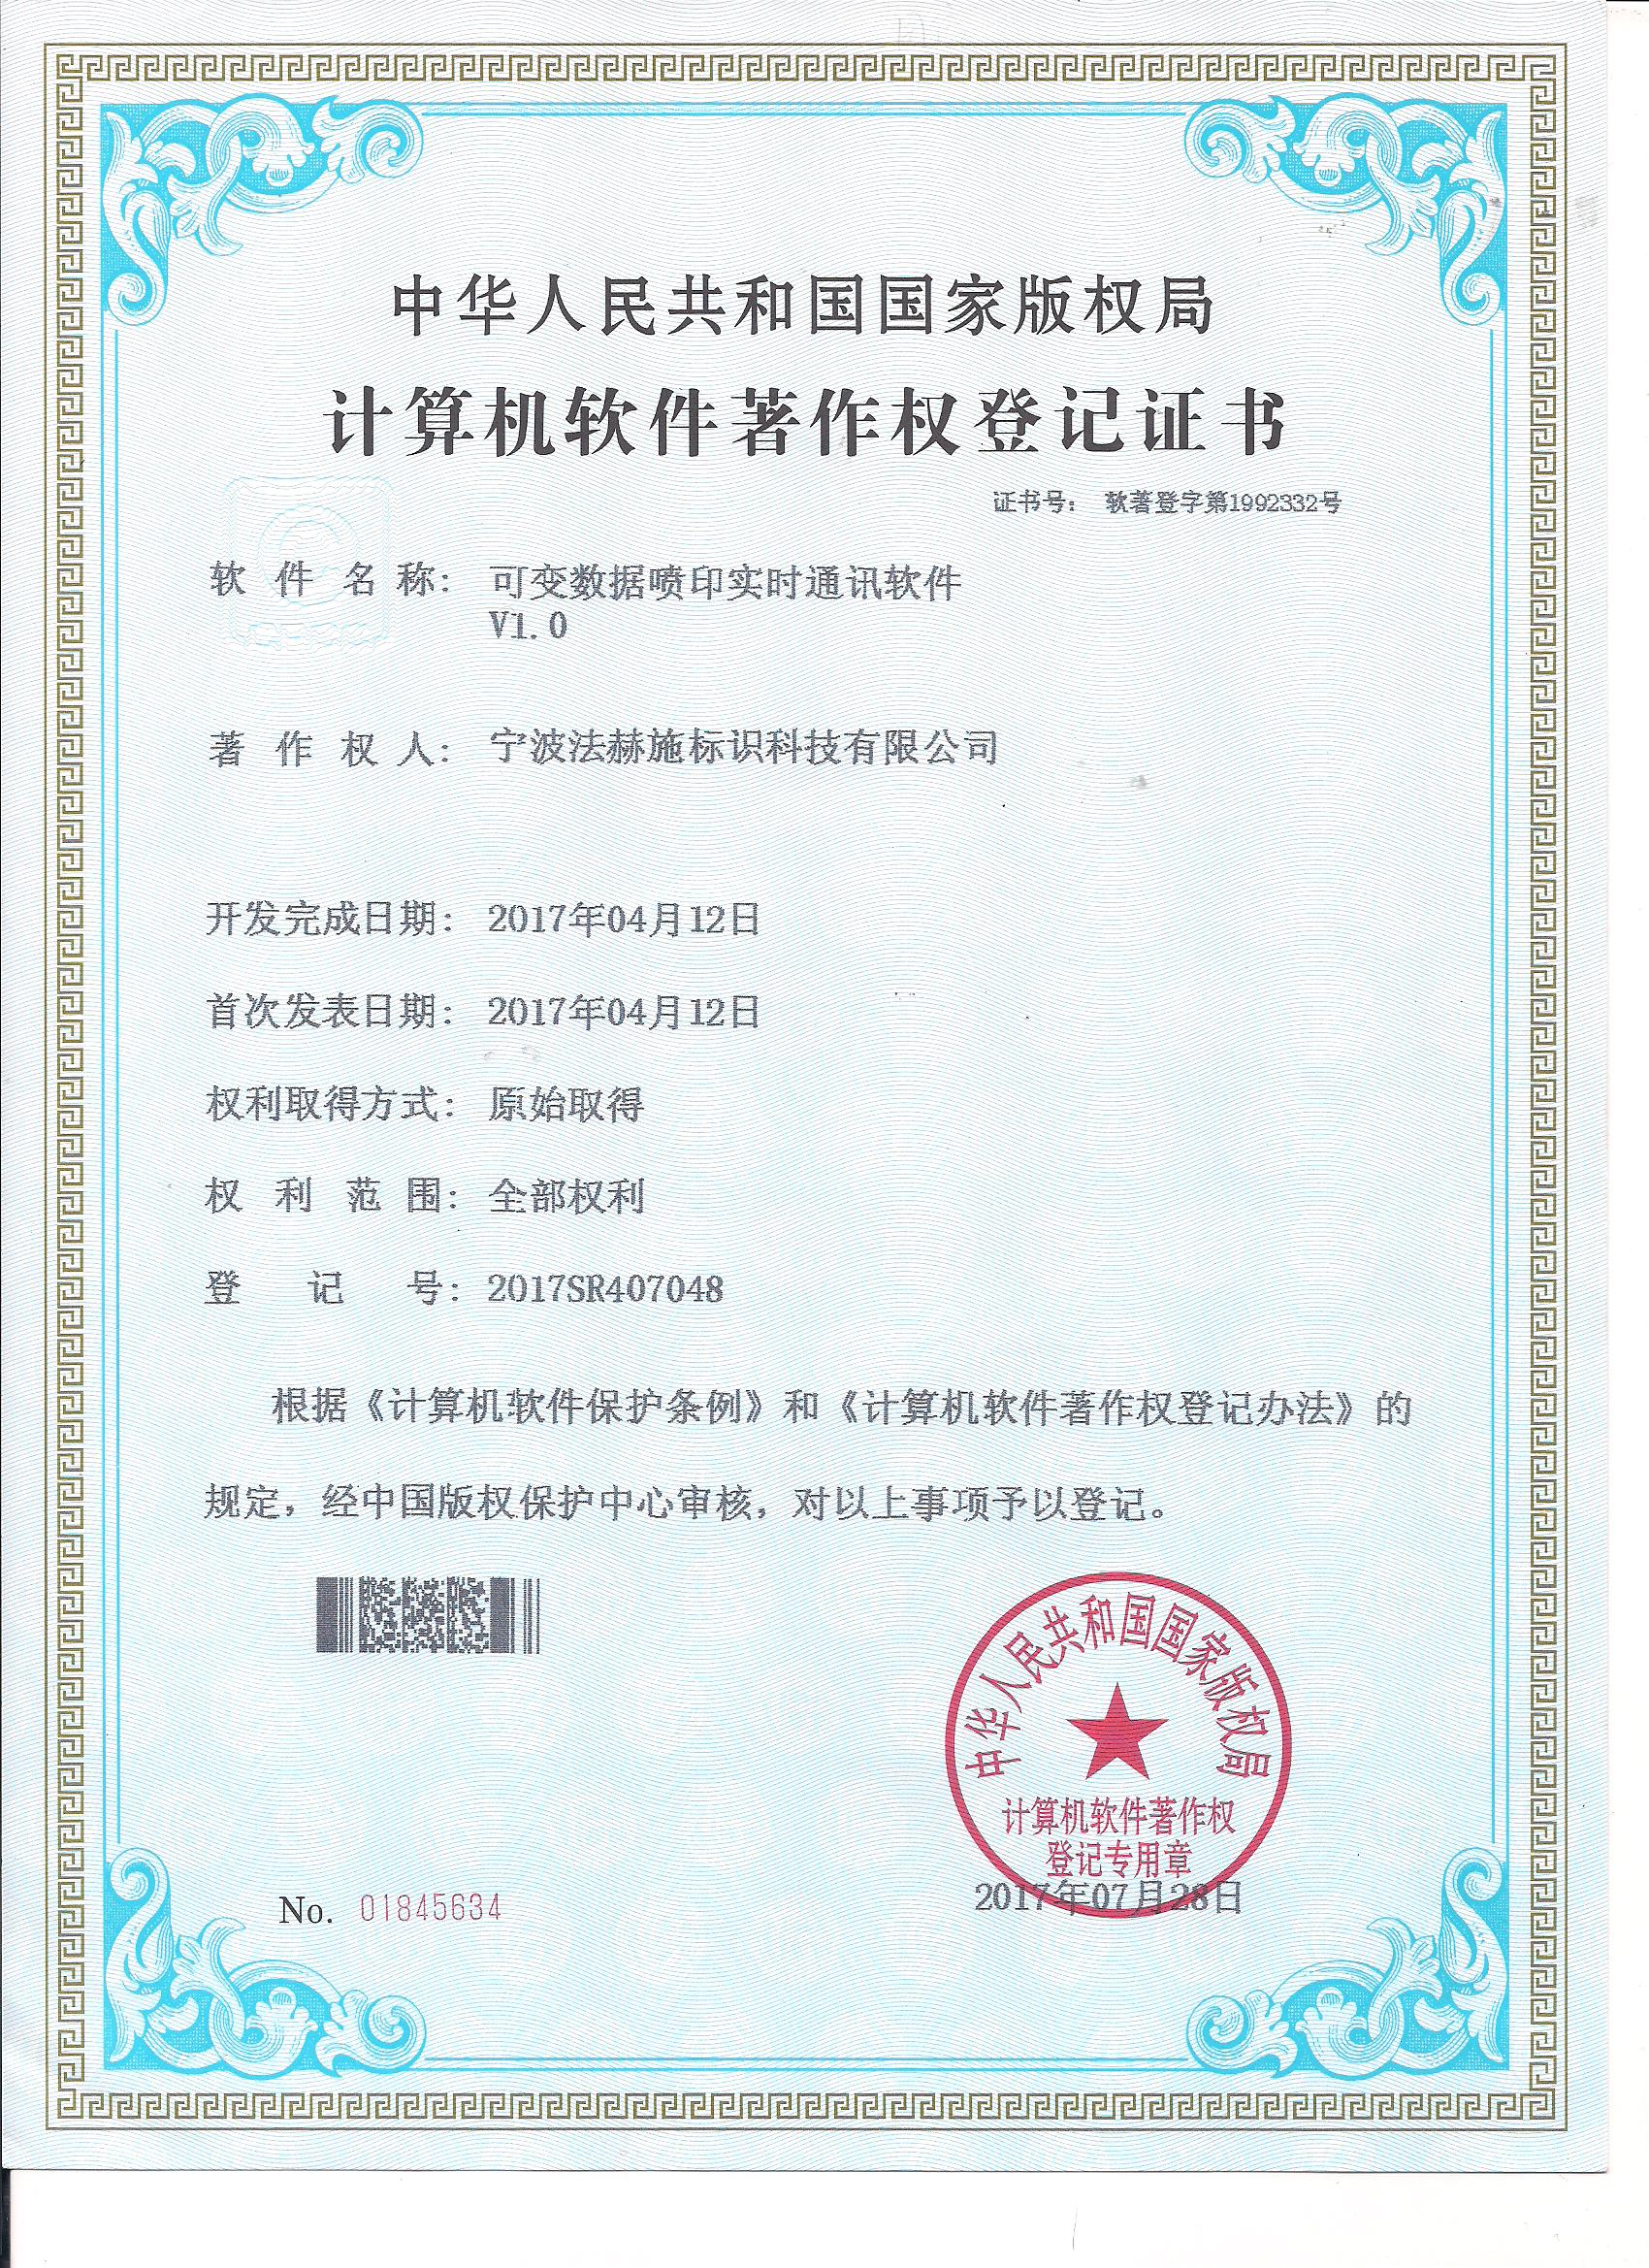 中华人民共和国国家版权局
计算机软件著作权登记证书
证书号： 软著登字第1992332号
软件名称： 可变数据喷印实时通讯软件
V1.0
著作权人： 宁波法赫施标识科技有限公司
开发完成日期： 2017年04月12日
首次发表日期： 2017年04月12日
权利取得方式： 原始取得
权利范围： 全部权利
登记号： 2017SR407048
根据《计算机软件保护条例》和《计算机软件著作权登记办法》的
规定，经中国版权保护中心审核，对以上事项予以登记。
中华人民共和国国家版权局
计算机软件著作权
登记专用章
2017年07月28日
No. 01845634